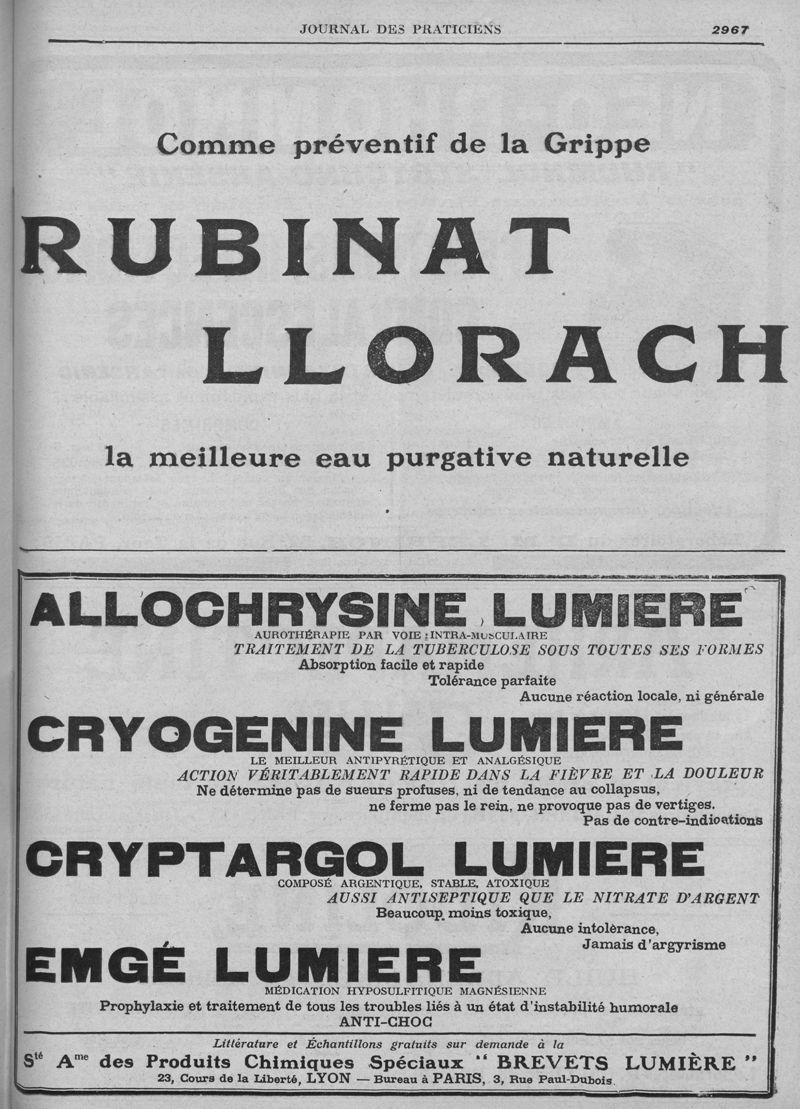 JOURNAL DES PRATICIENS 2967
Comme préventif de la Grippe
RUBINAT
LLORACH
la meilleure eau purgative naturelle
ALLOCHRYSINE LUMIERE
AUROTHÉRAPIE PAR VOIE INTRA-MUSCULAIRE
TRAITEMENT DE LA TUBERCULOSE SOUS TOUTES SES FORMES
Absorption facile et rapide
Tolérance parfaite
Aucune réaction locale, ni générale
CRYOGENINE LUMIERE
LE MEILLEUR ANTIPYRÉTIQUE ET ANALGÉSIQUE
ACTION VÉRITABLEMENT RAPIDE DANS LA FIÈVRE ET LA DOULEUR
Ne détermine pas de sueurs profuses, ni de tendance au collapsus,
ne ferme pas le rein, ne provoque pas de vertiges.
Pas de contre-indications
CRYPTARGOL LUMIERE
COMPOSÉ ARGENTIQUE, STABLE, ATOXIQUE
AUSSI ANTISEPTIQUE QUE LE NITRATE D'ARGENT
Beaucoup moins toxique,
Aucune intolèrance,
Jamais d'argyrisme
EMGÉ LUMIERE
MÉDICATION HYPOSULFITIQUE MAGNÉSIENNE
Prophylaxie et traitement de tous les troubles liés à un état d'instabilité humorale
ANTI-CHOC
Littérature et Échantillons gratuits sur demande à la
Sté Ame des Produits Chimiques Spéciaux "BREVETS LUMIÈRE"
23, Cours de la Liberté, LYON — Bureau à PARIS, 3, Rue Paul-Dubois.